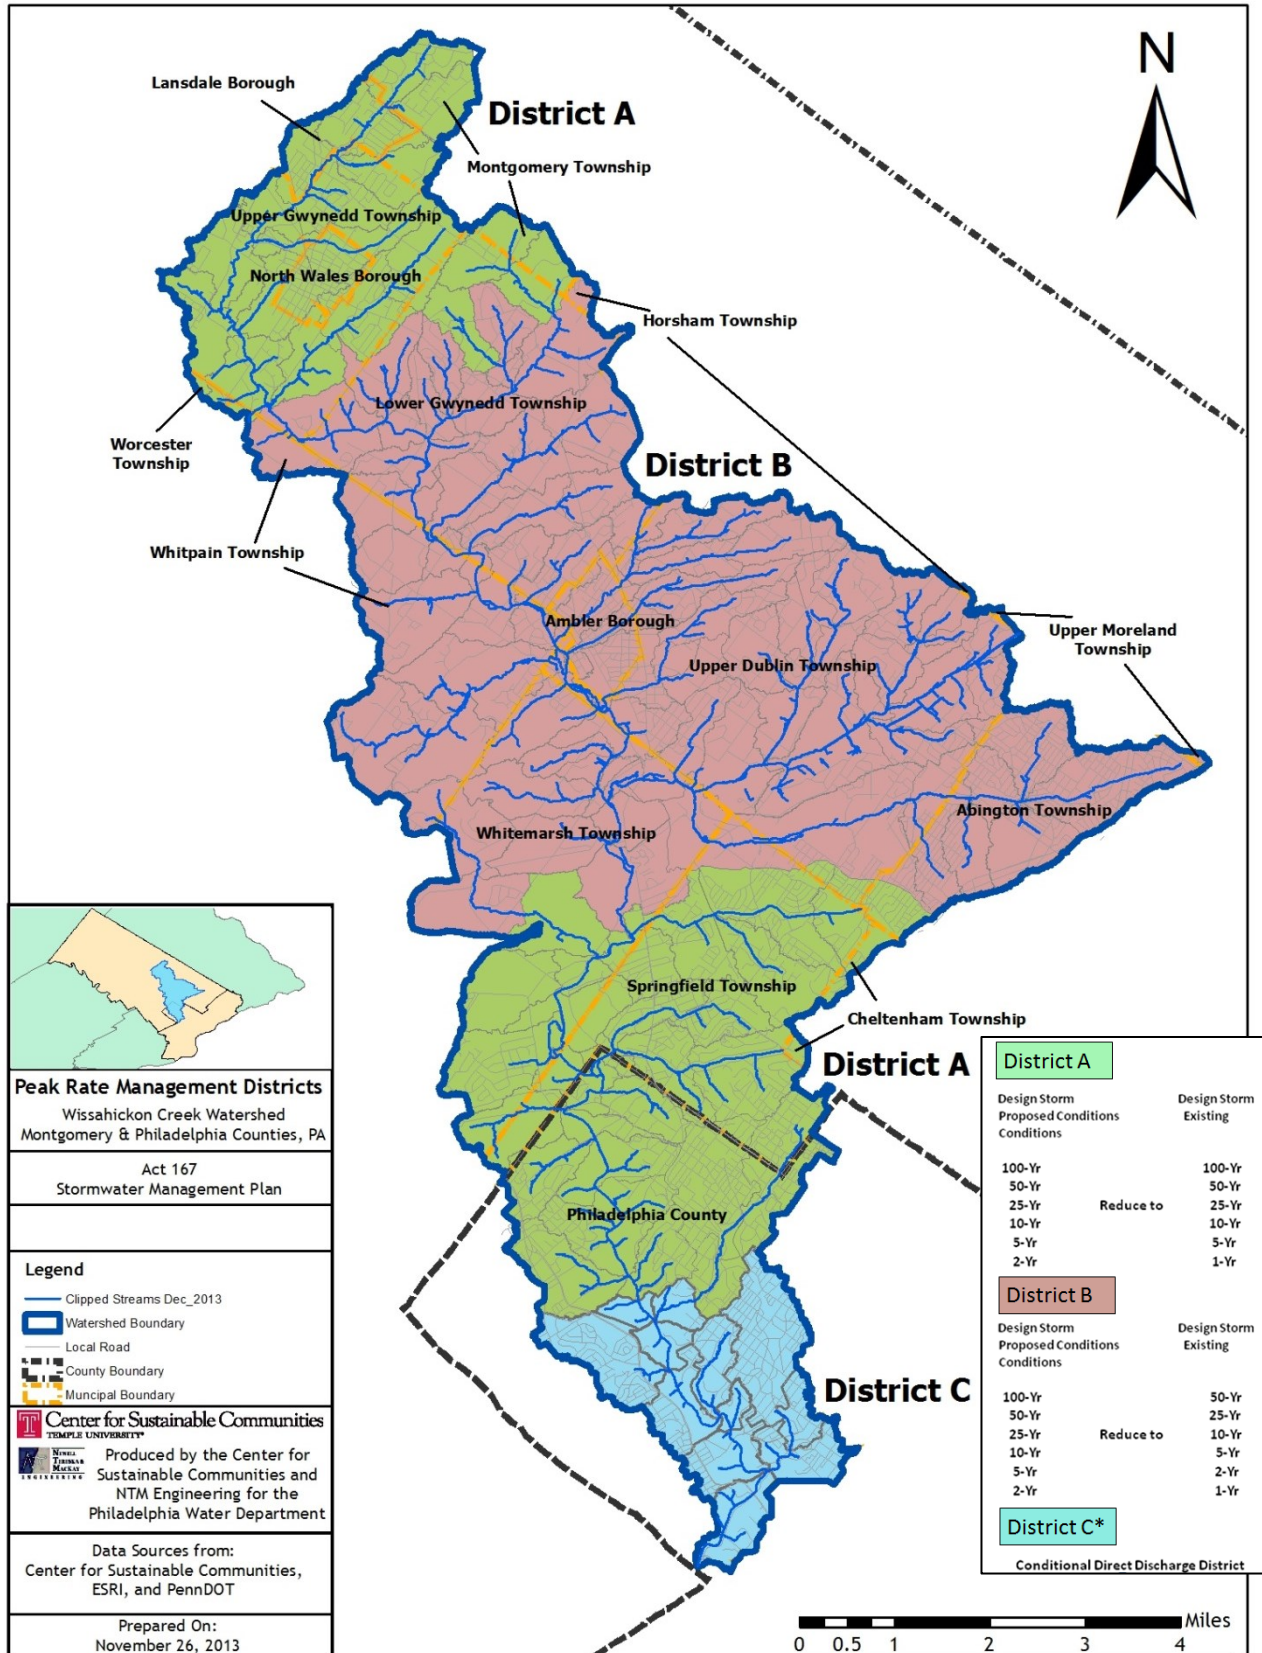 N
Lansdale Borough
District A
Montgomery Township
Upper Gwynedd Township
North Wales Borough
Horsham Township
Lower Gwynedd Township
Worcester
Township
District B
Whitpain Township
Ambler Borough
Upper Moreland
Township
Upper Dublin Township
Abington Township
Whitemarsh Township
Springfield Township
Cheltenham Township
District A
Philadelphia County
District C
Peak Rate Management Districts
Wissahickon Creek Watershed
Montgomery & Philadelphia Counties, PA
Act 167
Stormwater Management Plan
Legend
Clipped Streams Dec_2013
Watershed Boundary
Local Road
County Boundary
Muncipal Boundary
T Center for Sustainable Communities
TEMPLE UNIVERSITY®
ENGINEERING
Produced by the Center for
Sustainable Communities and
NTM Engineering for the
Philadelphia Water Department
Data Sources from:
Center for Sustainable Communities,
ESRI, and PennDOT
Prepared On:
November 26, 2013
District A
Design Storm Design Storm
Proposed Conditions Existing
Conditions
100-Yr 100-Yr
50-Yr 50-Yr
25-Yr Reduce to 25-Yr
10-Yr 10-Yr
5-Yr 5-Yr
2-Yr 1-Yr
District B
Design Storm Design Storm
Proposed Conditions Existing
Conditions
100-Yr 50-Yr
50-Yr 25-Yr
25-Yr Reduce to 10-Yr
10-Yr 5-Yr
5-Yr 2-Yr
2-Yr 1-Yr
District C*
Conditional Direct Discharge District
Miles
0 0.5 1 2 3 4